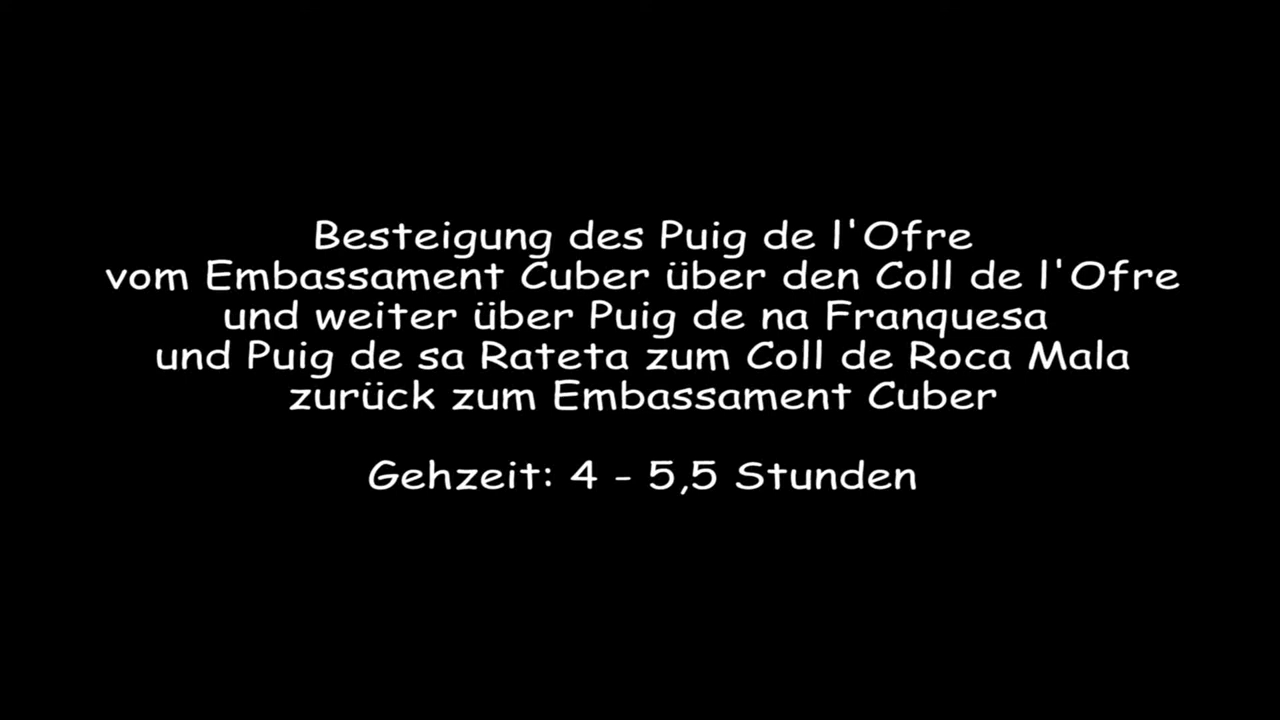 Besteigung des Puig de l'Ofre
vom Embassament Cuber über den Coll de l'Ofre
und weiter über Puig de na Franquesa
und Puig de sa Rateta zum Coll de Roca Mala
zurück zum Embassament Cuber
Gehzeit: 4 - 5,5 Stunden